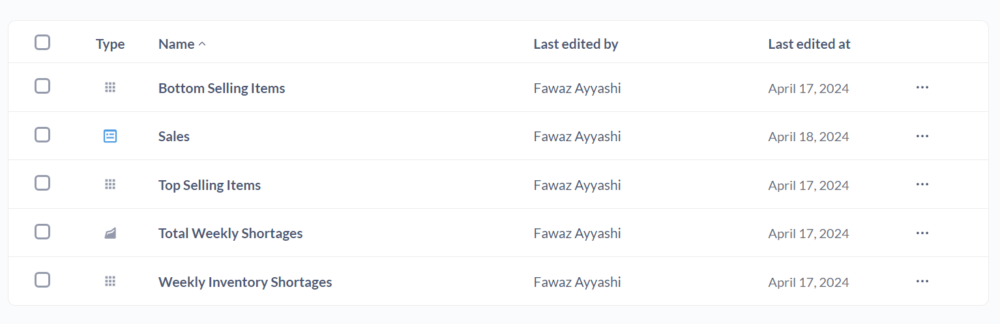 Type Name Last edited by Last edited at
Bottom Selling Items Fawaz Ayyashi April 17, 2024
Sales Fawaz Ayyashi April 18, 2024
Top Selling Items Fawaz Ayyashi April 17, 2024
Total Weekly Shortages Fawaz Ayyashi April 17, 2024
Weekly Inventory Shortages Fawaz Ayyashi April 17, 2024